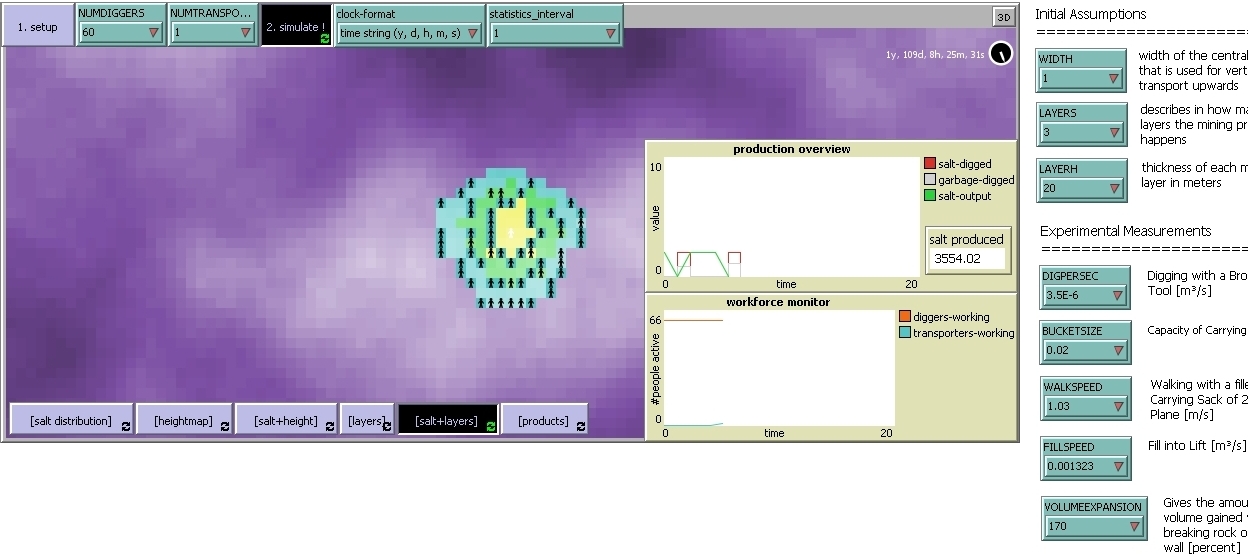 1. setup
NUMDIGGERS
60
NUMTRANSPO...
1
2. simulate !
clock-format
time string (y, d, h, m, s)
statistics_interval
1
3D
1y, 109d, 8h, 25m, 31s
production overview
10
value
0
0
time
20
salt-digged
garbage-digged
salt-output
salt produced
3554.02
workforce monitor
66
#people active
0
0
time
20
diggers-working
transporters-working
[salt distribution]
[heightmap]
[salt+height]
[layers]
[salt+layers]
[products]
Initial Assumptions
WIDTH
1
width of the central
that is used for vert
transport upwards
LAYERS
3
describes in how ma
layers the mining pr
happens
LAYERH
20
thickness of each m
layer in meters
Experimental Measurements
DIGPERSEC
3.5E-6
Digging with a Bro
Tool [m³/s]
BUCKETSIZE
0.02
Capacity of Carrying
WALKSPEED
1.03
Walking with a fille
Carrying Sack of 2
Plane [m/s]
FILLSPEED
0.001323
Fill into Lift [m³/s]
VOLUMEEXPANSION
170
Gives the amou
volume gained
breaking rock o
wall [percent]